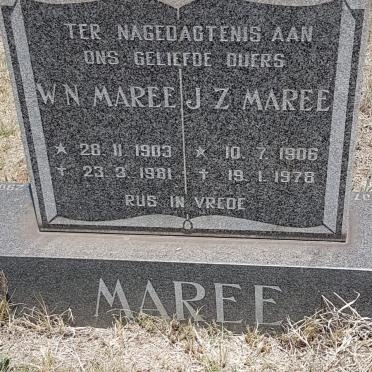 TER NAGEDAGTENIS AAN
ONS GELIEFDE OUERS
W N MAREE J Z MAREE
* 28. 11. 1903 * 10. 7. 1906
† 23. 3. 1981 † 19. 1. 1978
RUS IN VREDE
MAREE